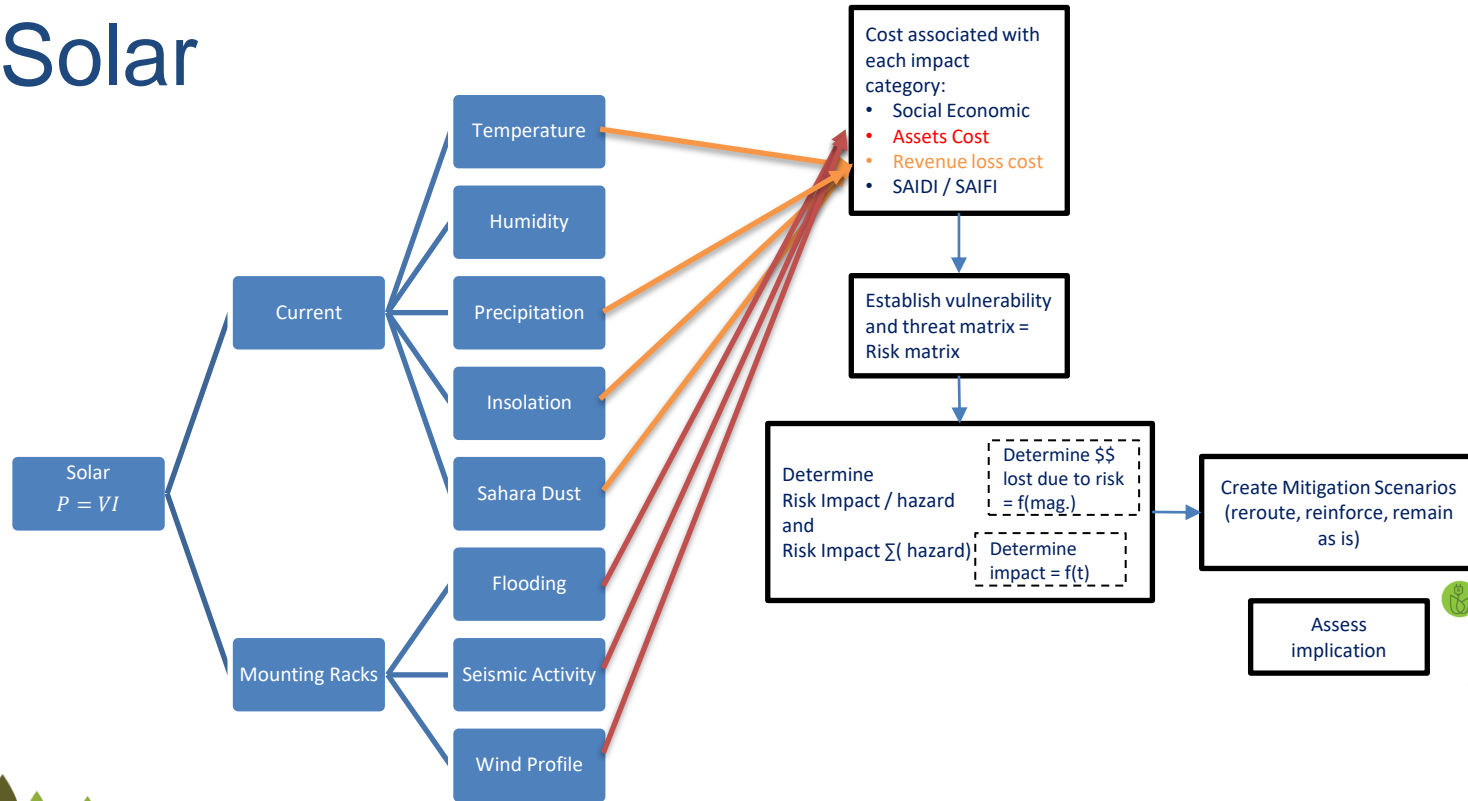 Solar
Cost associated with
each impact
category:
• Social Economic
• Assets Cost
• Revenue loss cost
• SAIDI / SAIFI
Temperature
Humidity
Current
Precipitation
Insolation
Sahara Dust
Solar
P = VI
Flooding
Mounting Racks
Seismic Activity
Wind Profile
Establish vulnerability
and threat matrix =
Risk matrix
Determine
Risk Impact / hazard
and
Risk Impact ∑( hazard)
Determine $$
lost due to risk
= f(mag.)
Determine
impact = f(t)
Create Mitigation Scenarios
(reroute, reinforce, remain
as is)
Assess
implication